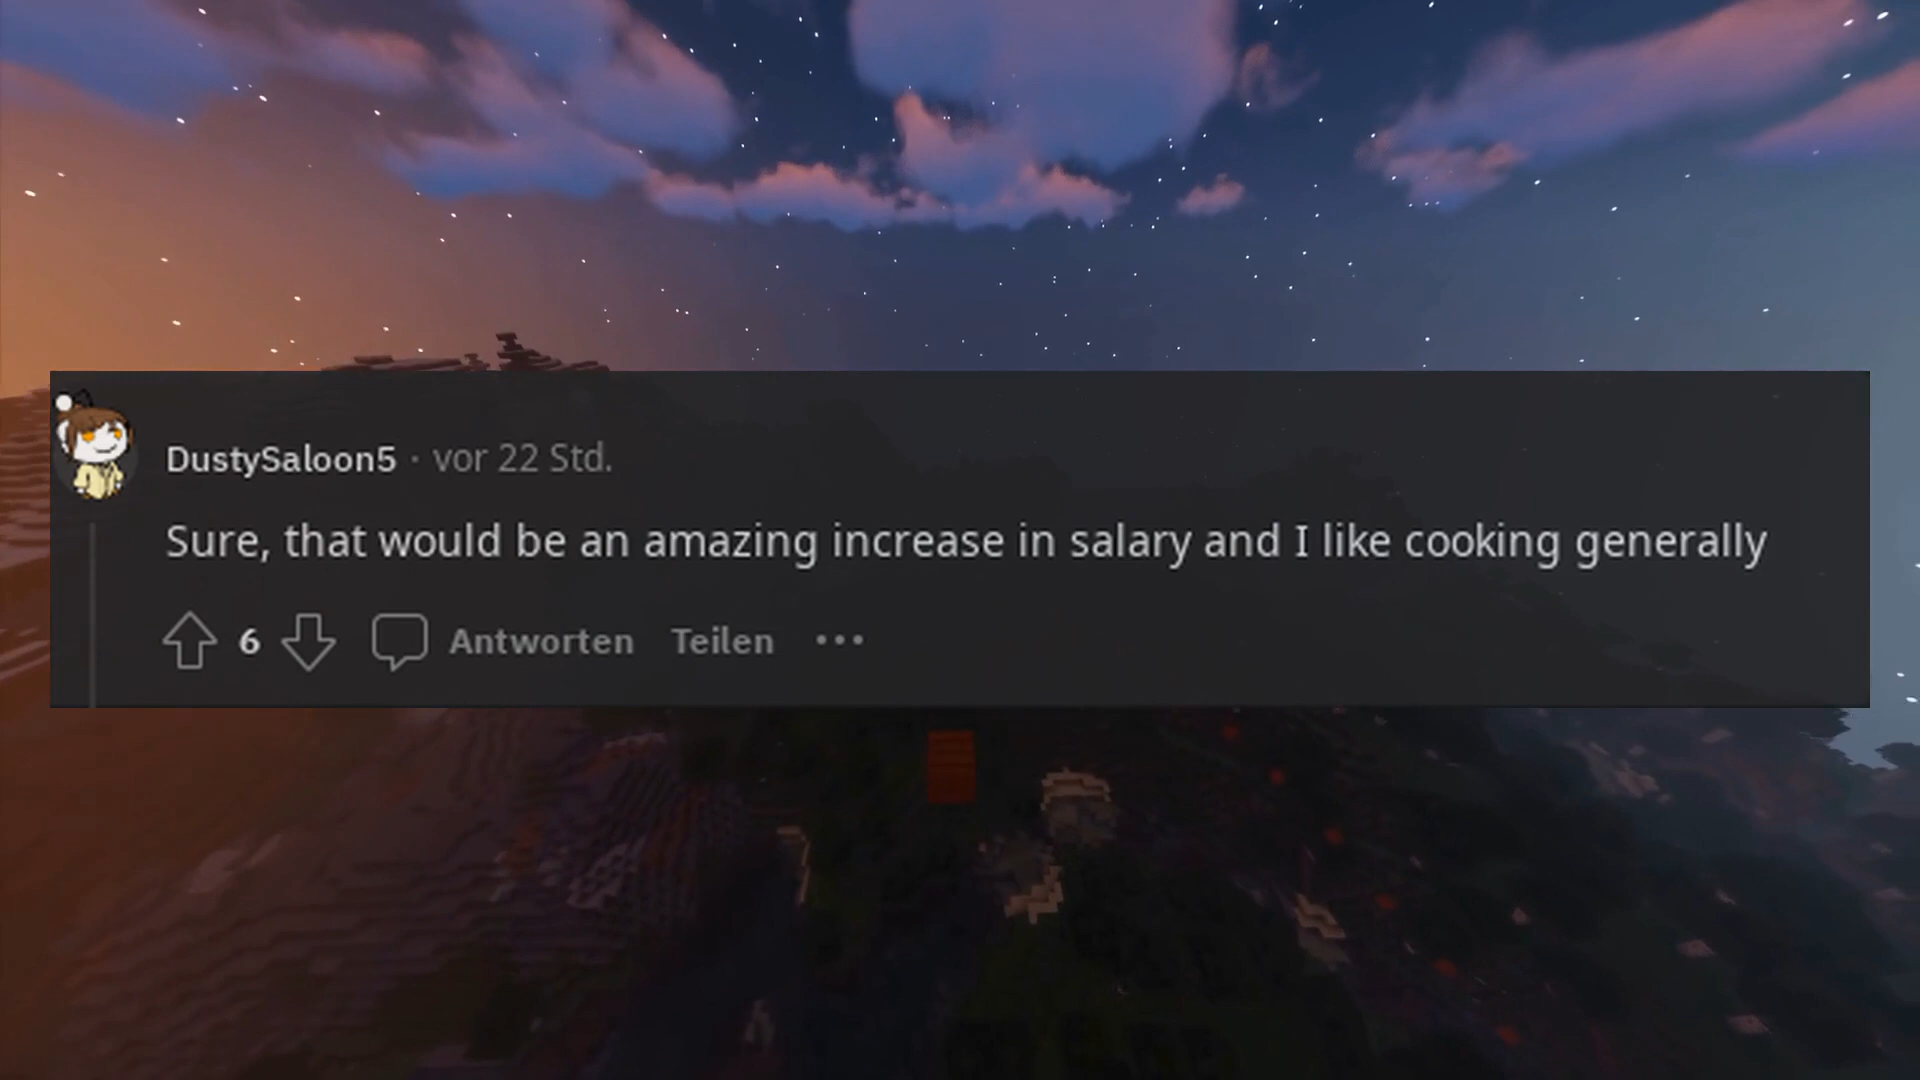 DustySaloon5 · vor 22 Std.
Sure, that would be an amazing increase in salary and I like cooking generally
6 Antworten Teilen ...